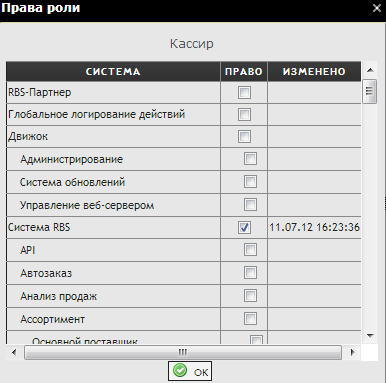 Права роли
Кассир
СИСТЕМА ПРАВО ИЗМЕНЕНО
RBS-Партнер
Глобальное логирование действий
Движок
Администрирование
Система обновлений
Управление веб-сервером
Система RBS 11.07.12 16:23:36
API
Автозаказ
Анализ продаж
Ассортимент
Основной поставщик
OK